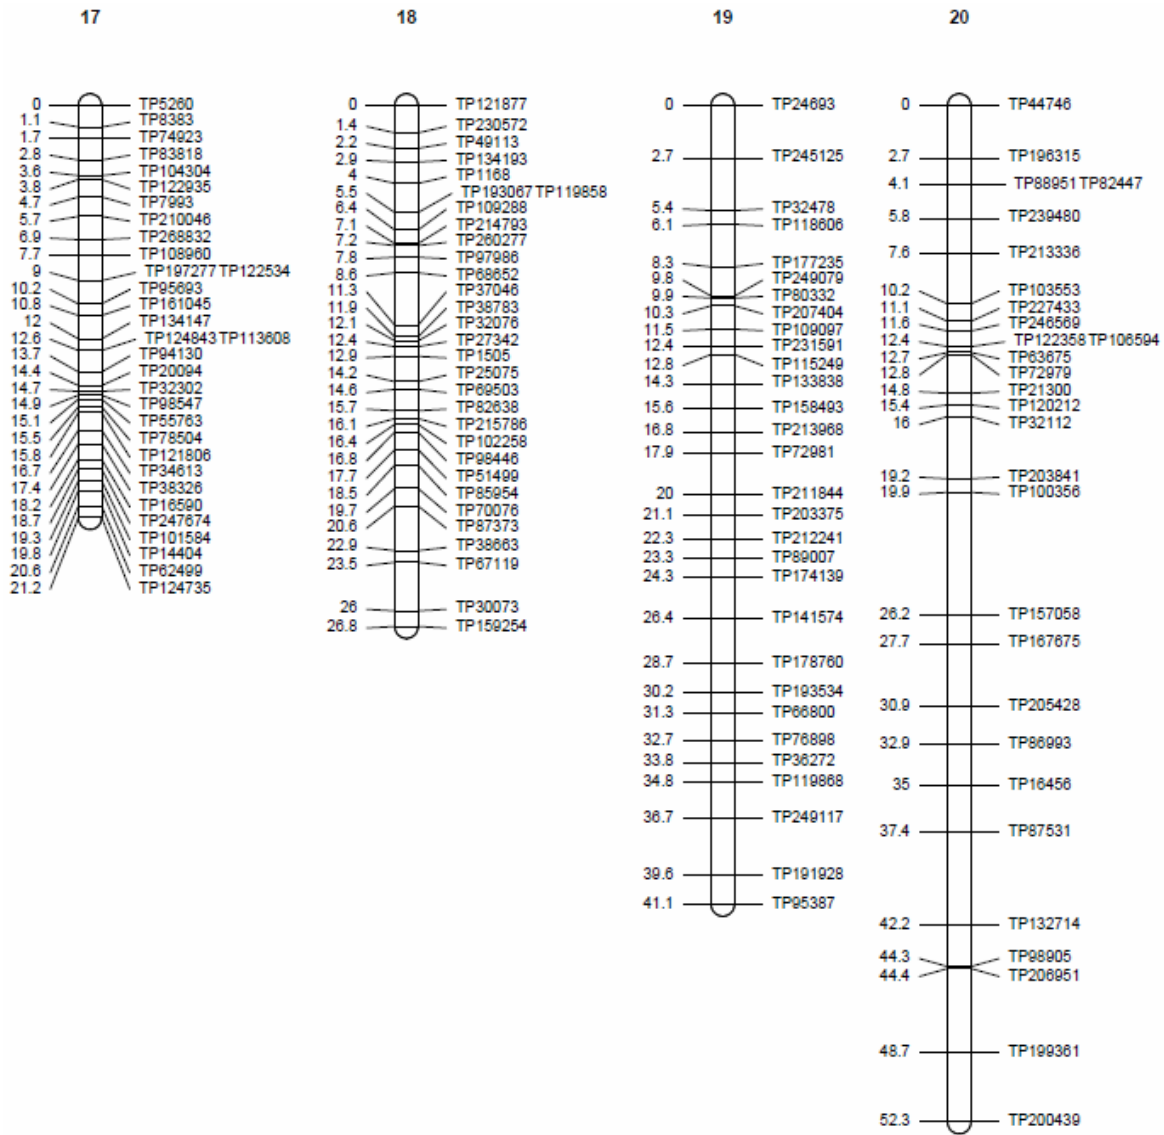 17
0 TP5260
1.1 TP8383
1.7 TP74923
2.8 TP83818
3.6 TP104304
3.8 TP122935
4.7 TP7993
5.7 TP210046
6.9 TP268832
7.7 TP108960
9 TP197277 TP122534
10.2 TP95693
10.8 TP161045
12 TP134147
12.6 TP124843 TP113608
13.7 TP94130
14.4 TP20094
14.7 TP32302
14.9 TP98547
15.1 TP55763
15.5 TP78504
15.8 TP121806
16.7 TP34613
17.4 TP38326
18.2 TP16590
18.7 TP247674
19.3 TP101584
19.8 TP14404
20.6 TP62499
21.2 TP124735
18
0 TP121877
1.4 TP230572
2.2 TP49113
2.9 TP134193
4 TP1168
5.5 TP193067 TP119858
6.4 TP109288
7.1 TP214793
7.2 TP260277
7.8 TP97986
8.6 TP68652
11.3 TP37046
11.9 TP38783
12.1 TP32076
12.4 TP27342
12.9 TP1505
14.2 TP25075
14.6 TP69503
15.7 TP82638
16.1 TP215786
16.4 TP102258
16.8 TP98446
17.7 TP51499
18.5 TP85954
19.7 TP70076
20.6 TP87373
22.9 TP38663
23.5 TP67119
26 TP30073
26.8 TP159254
19
0 TP24693
2.7 TP245125
5.4 TP32478
6.1 TP118606
8.3 TP177235
9.8 TP249079
9.9 TP80332
10.3 TP207404
11.5 TP109097
12.4 TP231591
12.8 TP115249
14.3 TP133838
15.6 TP158493
16.8 TP213968
17.9 TP72981
20 TP211844
21.1 TP203375
22.3 TP212241
23.3 TP89007
24.3 TP174139
26.4 TP141574
28.7 TP178760
30.2 TP193534
31.3 TP66800
32.7 TP76898
33.8 TP36272
34.8 TP119868
36.7 TP249117
39.6 TP191928
41.1 TP95387
20
0 TP44746
2.7 TP196315
4.1 TP88951 TP82447
5.8 TP239480
7.6 TP213336
10.2 TP103553
11.1 TP227433
11.6 TP246569
12.4 TP122358 TP106594
12.7 TP63675
12.8 TP72979
14.8 TP21300
15.4 TP120212
16 TP32112
19.2 TP203841
19.9 TP100356
26.2 TP157058
27.7 TP167675
30.9 TP205428
32.9 TP86993
35 TP16456
37.4 TP87531
42.2 TP132714
44.3 TP98905
44.4 TP206951
48.7 TP199361
52.3 TP200439